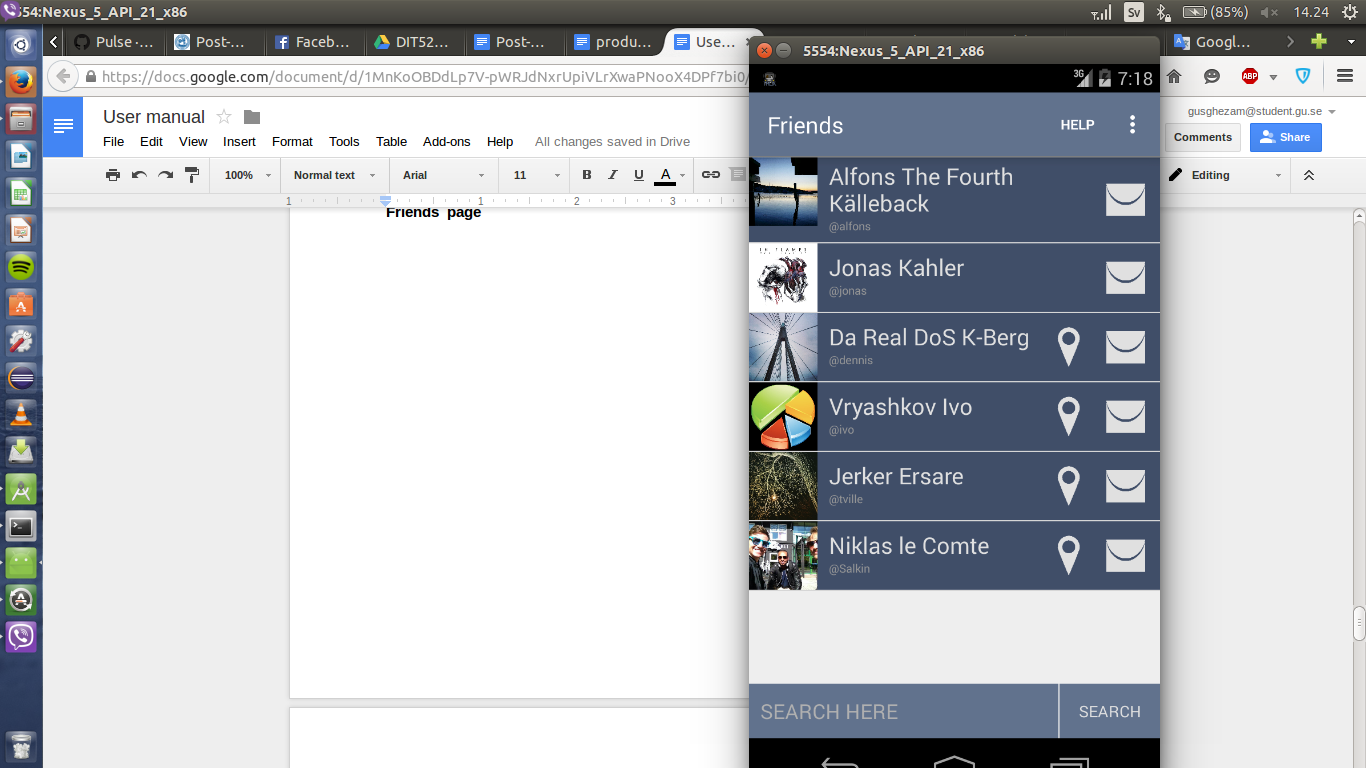 5554:Nexus_5_API_21_x86
Sv
(85%)
14.24
Pulse ·...
Post-...
Faceb...
DIT52...
Post-...
produ...
Use...
Googl...
https://docs.google.com/document/d/1MnKoOBDdLp7V-pWRJdNxrUpiVLrXwaPNooX4DPf7bi0/
ABP
User manual
gusghezam@student.gu.se
File Edit View Insert Format Tools Table Add-ons Help All changes saved in Drive
Comments
Share
100% Normal text Arial 11 B I U A
Editing
1 1 2 3
Friends page
5554:Nexus_5_API_21_x86
3G
7:18
Friends
HELP
Alfons The Fourth
Källeback
@alfons
Jonas Kahler
@jonas
Da Real DoS K-Berg
@dennis
Vryashkov Ivo
@ivo
Jerker Ersare
@tville
Niklas le Comte
@Salkin
SEARCH HERE
SEARCH